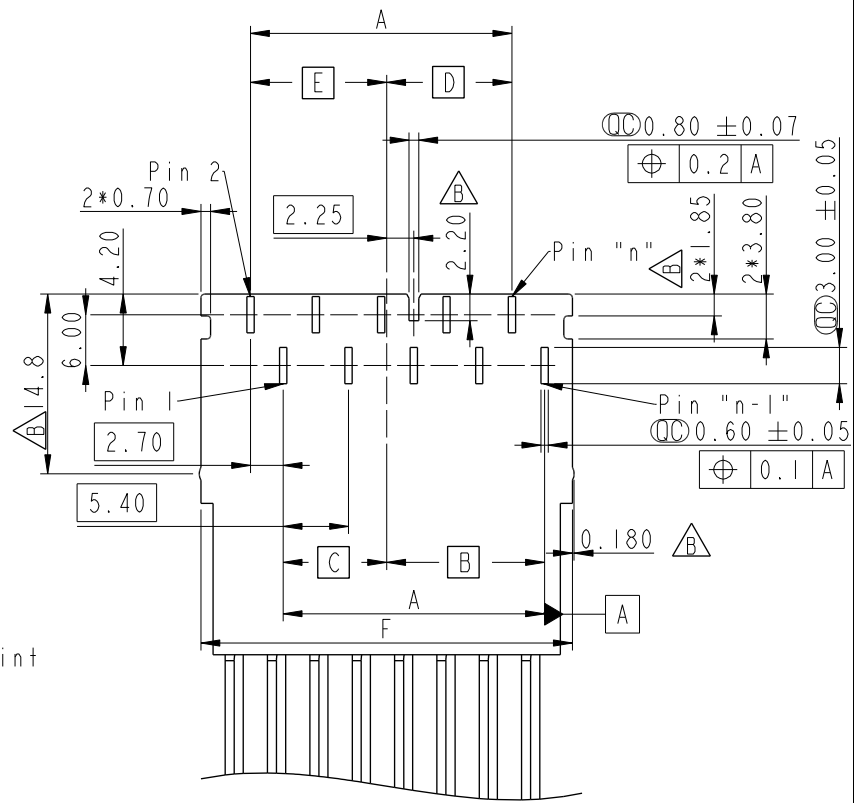 A
E
D
QC 0.80 ±0.07
⌖ 0.2 A
Pin 2
2*0.70
2.25
B
2.20
Pin "n"
B
2*1.85
2*3.80
QC 3.00 ±0.05
4.20
6.00
B 14.8
Pin 1
Pin "n-1"
QC 0.60 ±0.05
⌖ 0.1 A
2.70
5.40
C
B
0.180 B
A
A
F
int